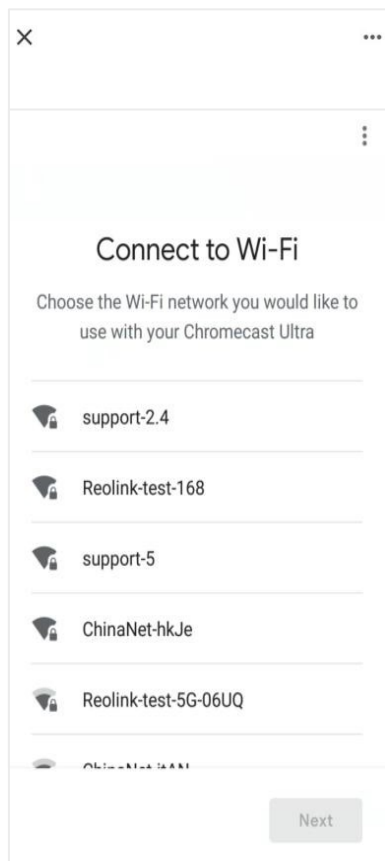 Connect to Wi-Fi
Choose the Wi-Fi network you would like to
use with your Chromecast Ultra
support-2.4
Reolink-test-168
support-5
ChinaNet-hkJe
Reolink-test-5G-06UQ
Next